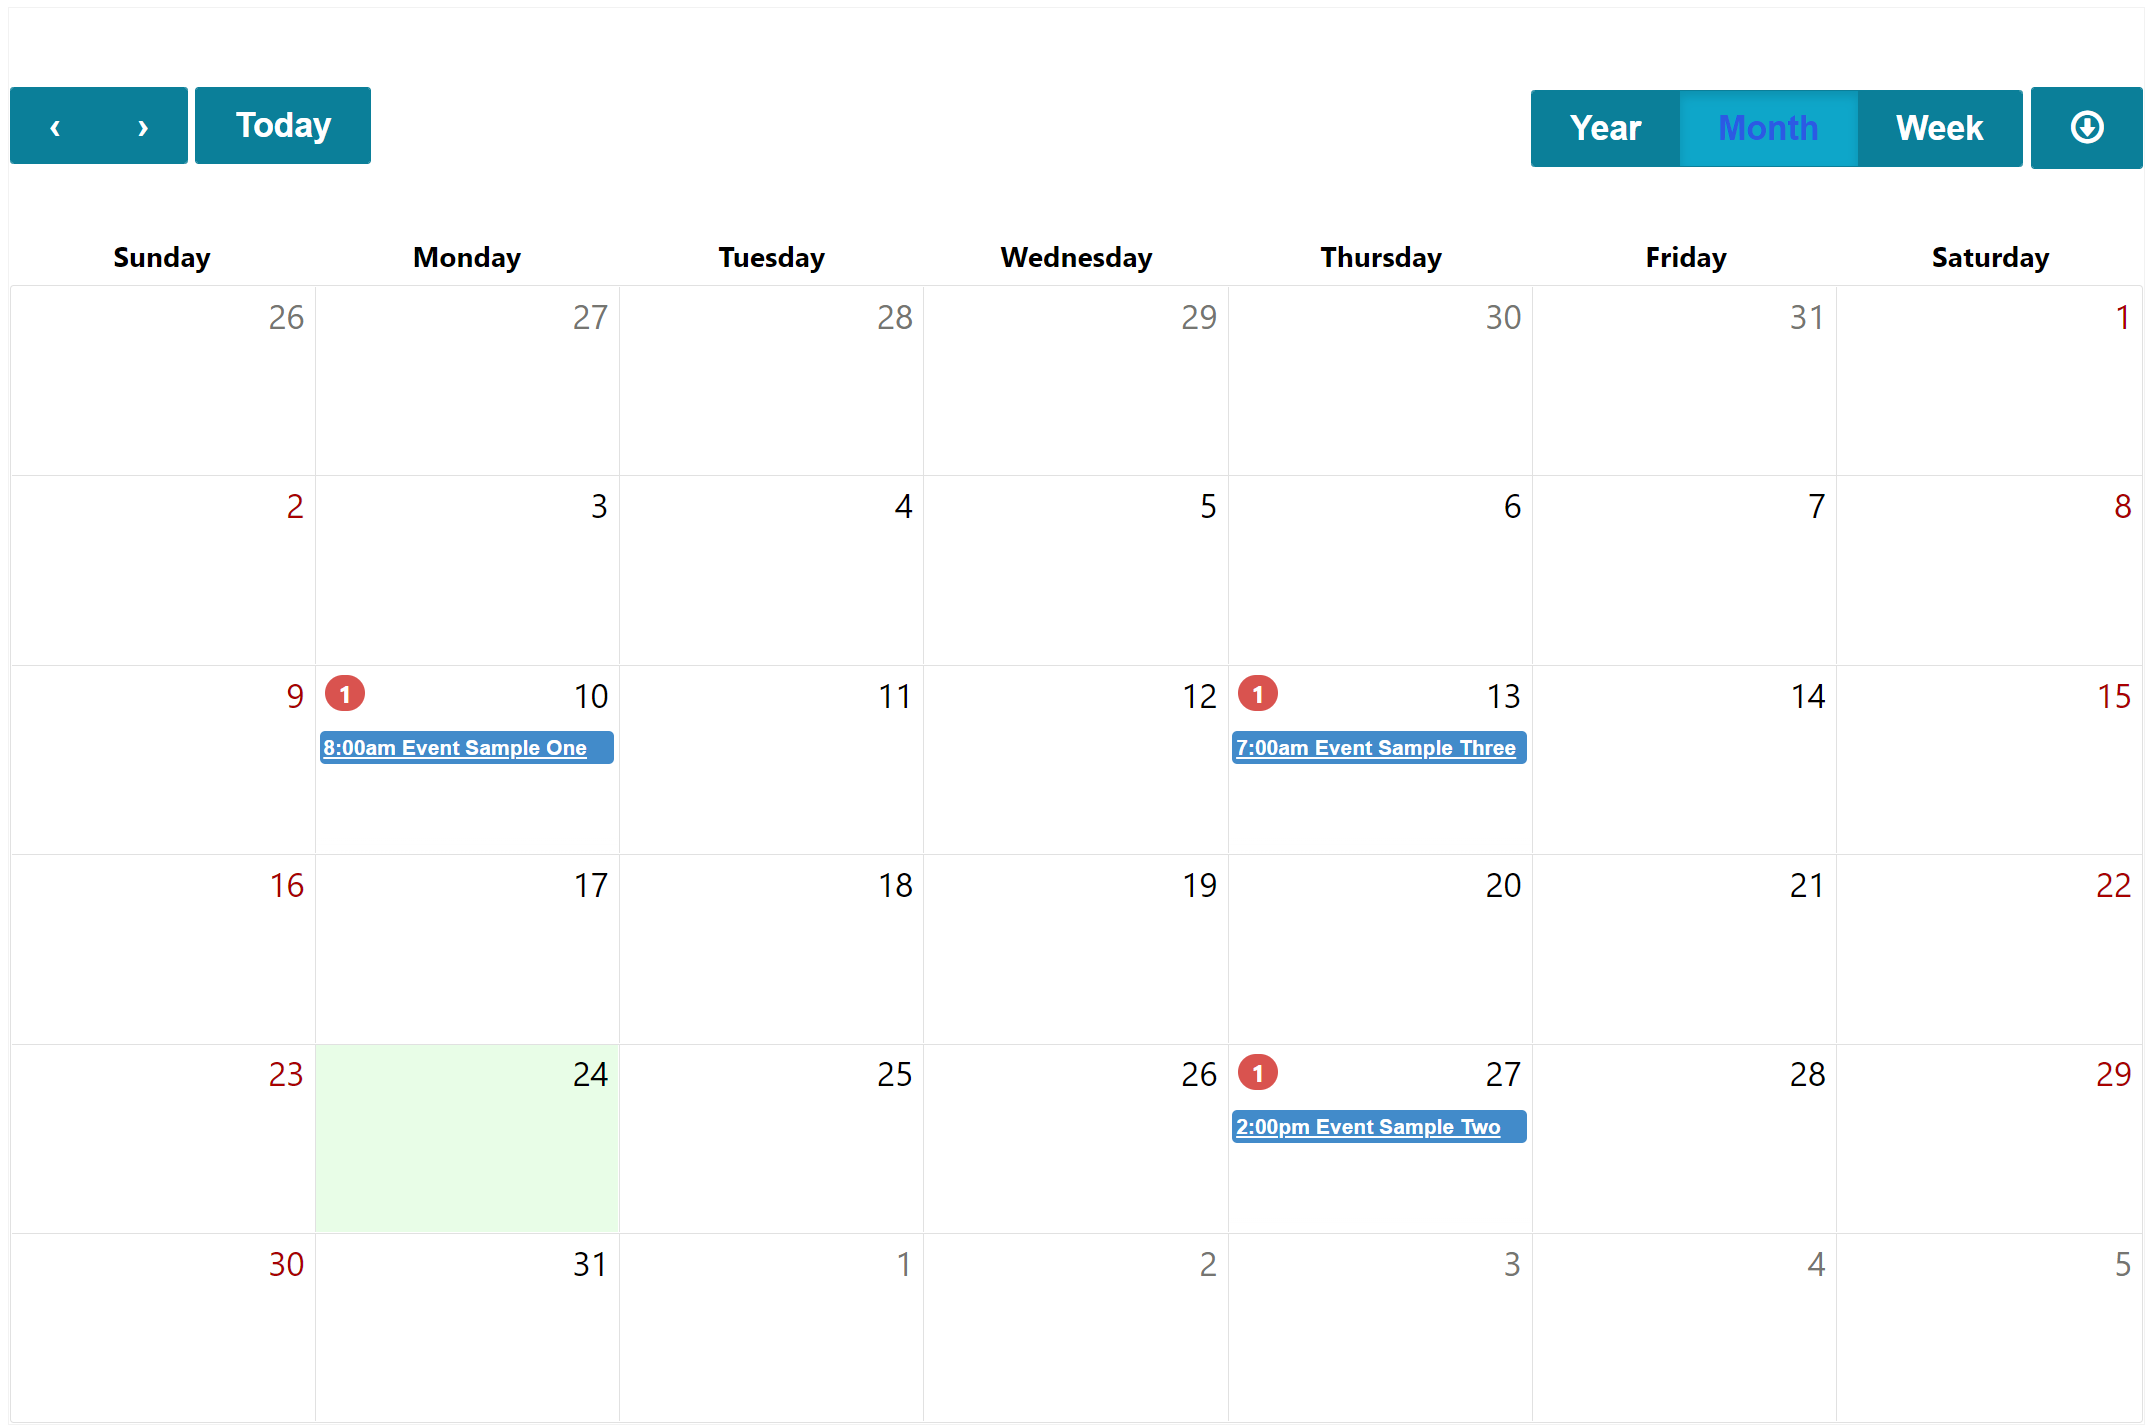 ‹ › Today Year Month Week
Sunday Monday Tuesday Wednesday Thursday Friday Saturday
26 27 28 29 30 31 1
2 3 4 5 6 7 8
9 1 10 11 12 1 13 14 15
8:00am Event Sample One 7:00am Event Sample Three
16 17 18 19 20 21 22
23 24 25 26 1 27 28 29
2:00pm Event Sample Two
30 31 1 2 3 4 5